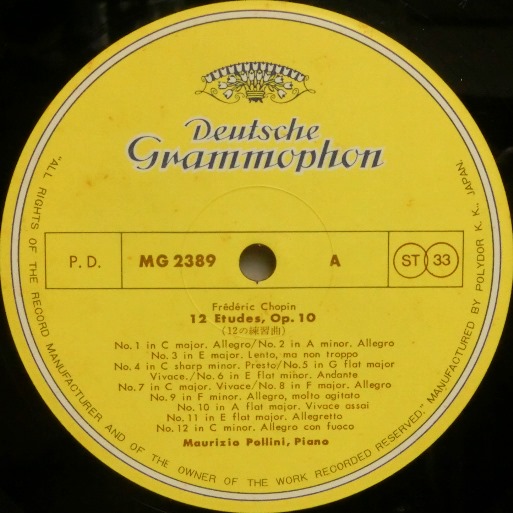 Deutsche
Grammophon
P.D.
MG 2389
A
ST 33
Frédéric Chopin
12 Etudes, Op. 10
(12の練習曲)
No. 1 in C major. Allegro/No. 2 in A minor. Allegro
No. 3 in E major. Lento, ma non troppo
No. 4 in C sharp minor. Presto/No. 5 in G flat major
Vivace./No. 6 in E flat minor. Andante
No. 7 in C major. Vivace/No. 8 in F major. Allegro
No. 9 in F minor. Allegro, molto agitato
No. 10 in A flat major. Vivace assai
No. 11 in E flat major. Allegretto
No. 12 in C minor. Allegro con fuoco
Maurizio Pollini, Piano
"ALL RIGHTS OF THE RECORD MANUFACTURER AND OF THE OWNER OF THE WORK RECORDED RESERVED" MANUFACTURED BY POLYDOR K. K., JAPAN.